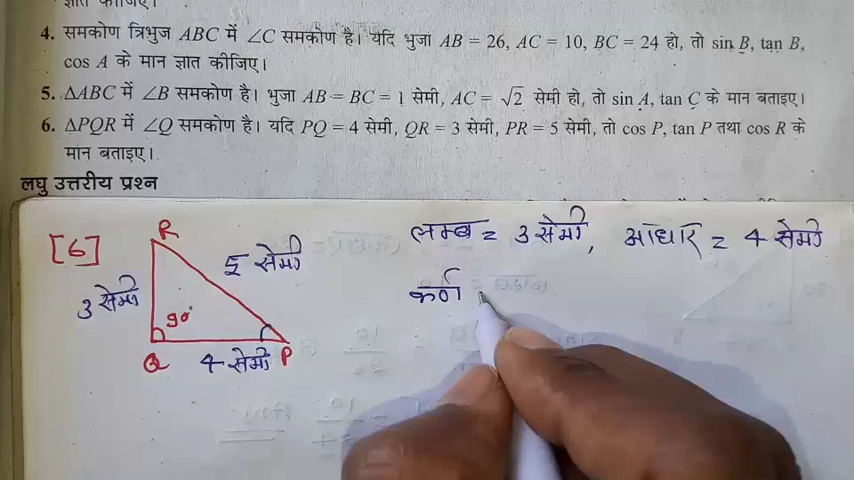 4. समकोण त्रिभुज ABC में ∠C समकोण है। यदि भुजा AB = 26, AC = 10, BC = 24 हो, तो sin B, tan B,
cos A के मान ज्ञात कीजिए।
5. ΔABC में ∠B समकोण है। भुजा AB = BC = 1 सेमी, AC = √2 सेमी हो, तो sin A, tan C के मान बताइए।
6. ΔPQR में ∠Q समकोण है। यदि PQ = 4 सेमी, QR = 3 सेमी, PR = 5 सेमी, तो cos P, tan P तथा cos R के
मान बताइए।
लघु उत्तरीय प्रश्न
[6]
R
लम्ब = 3 सेमी, आधार = 4 सेमी
5 सेमी
3 सेमी
कर्ण
90°
Q 4 सेमी P